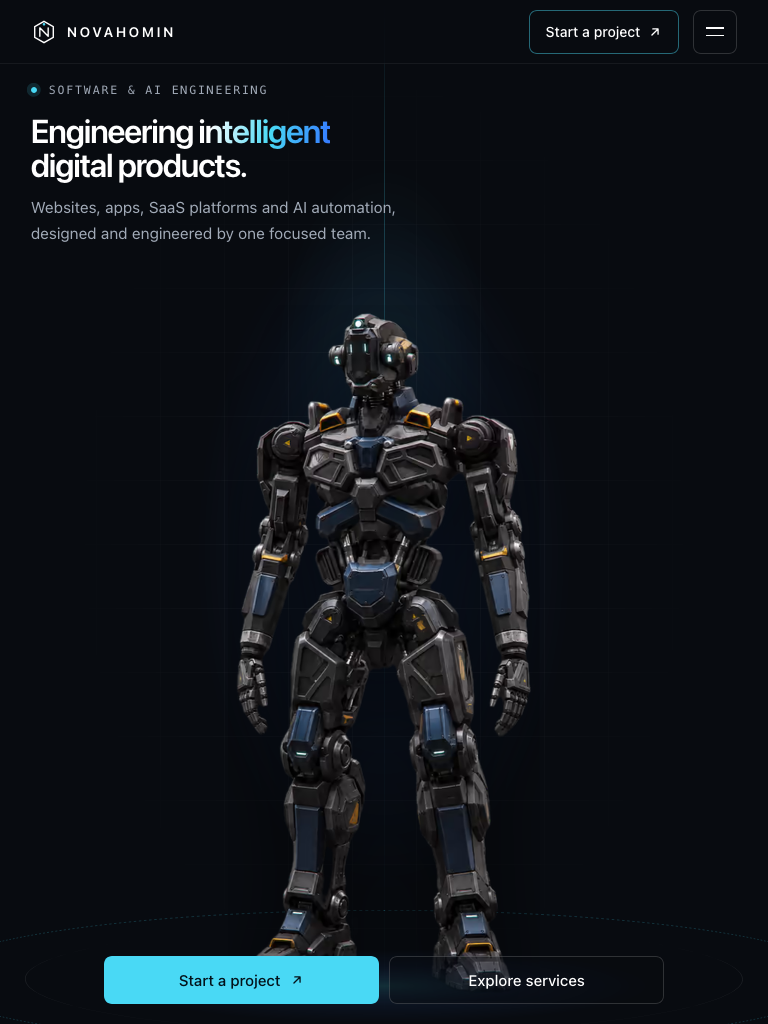 NOVAHOMIN
Start a project
SOFTWARE & AI ENGINEERING
Engineering intelligent
digital products.
Websites, apps, SaaS platforms and AI automation,
designed and engineered by one focused team.
Start a project
Explore services